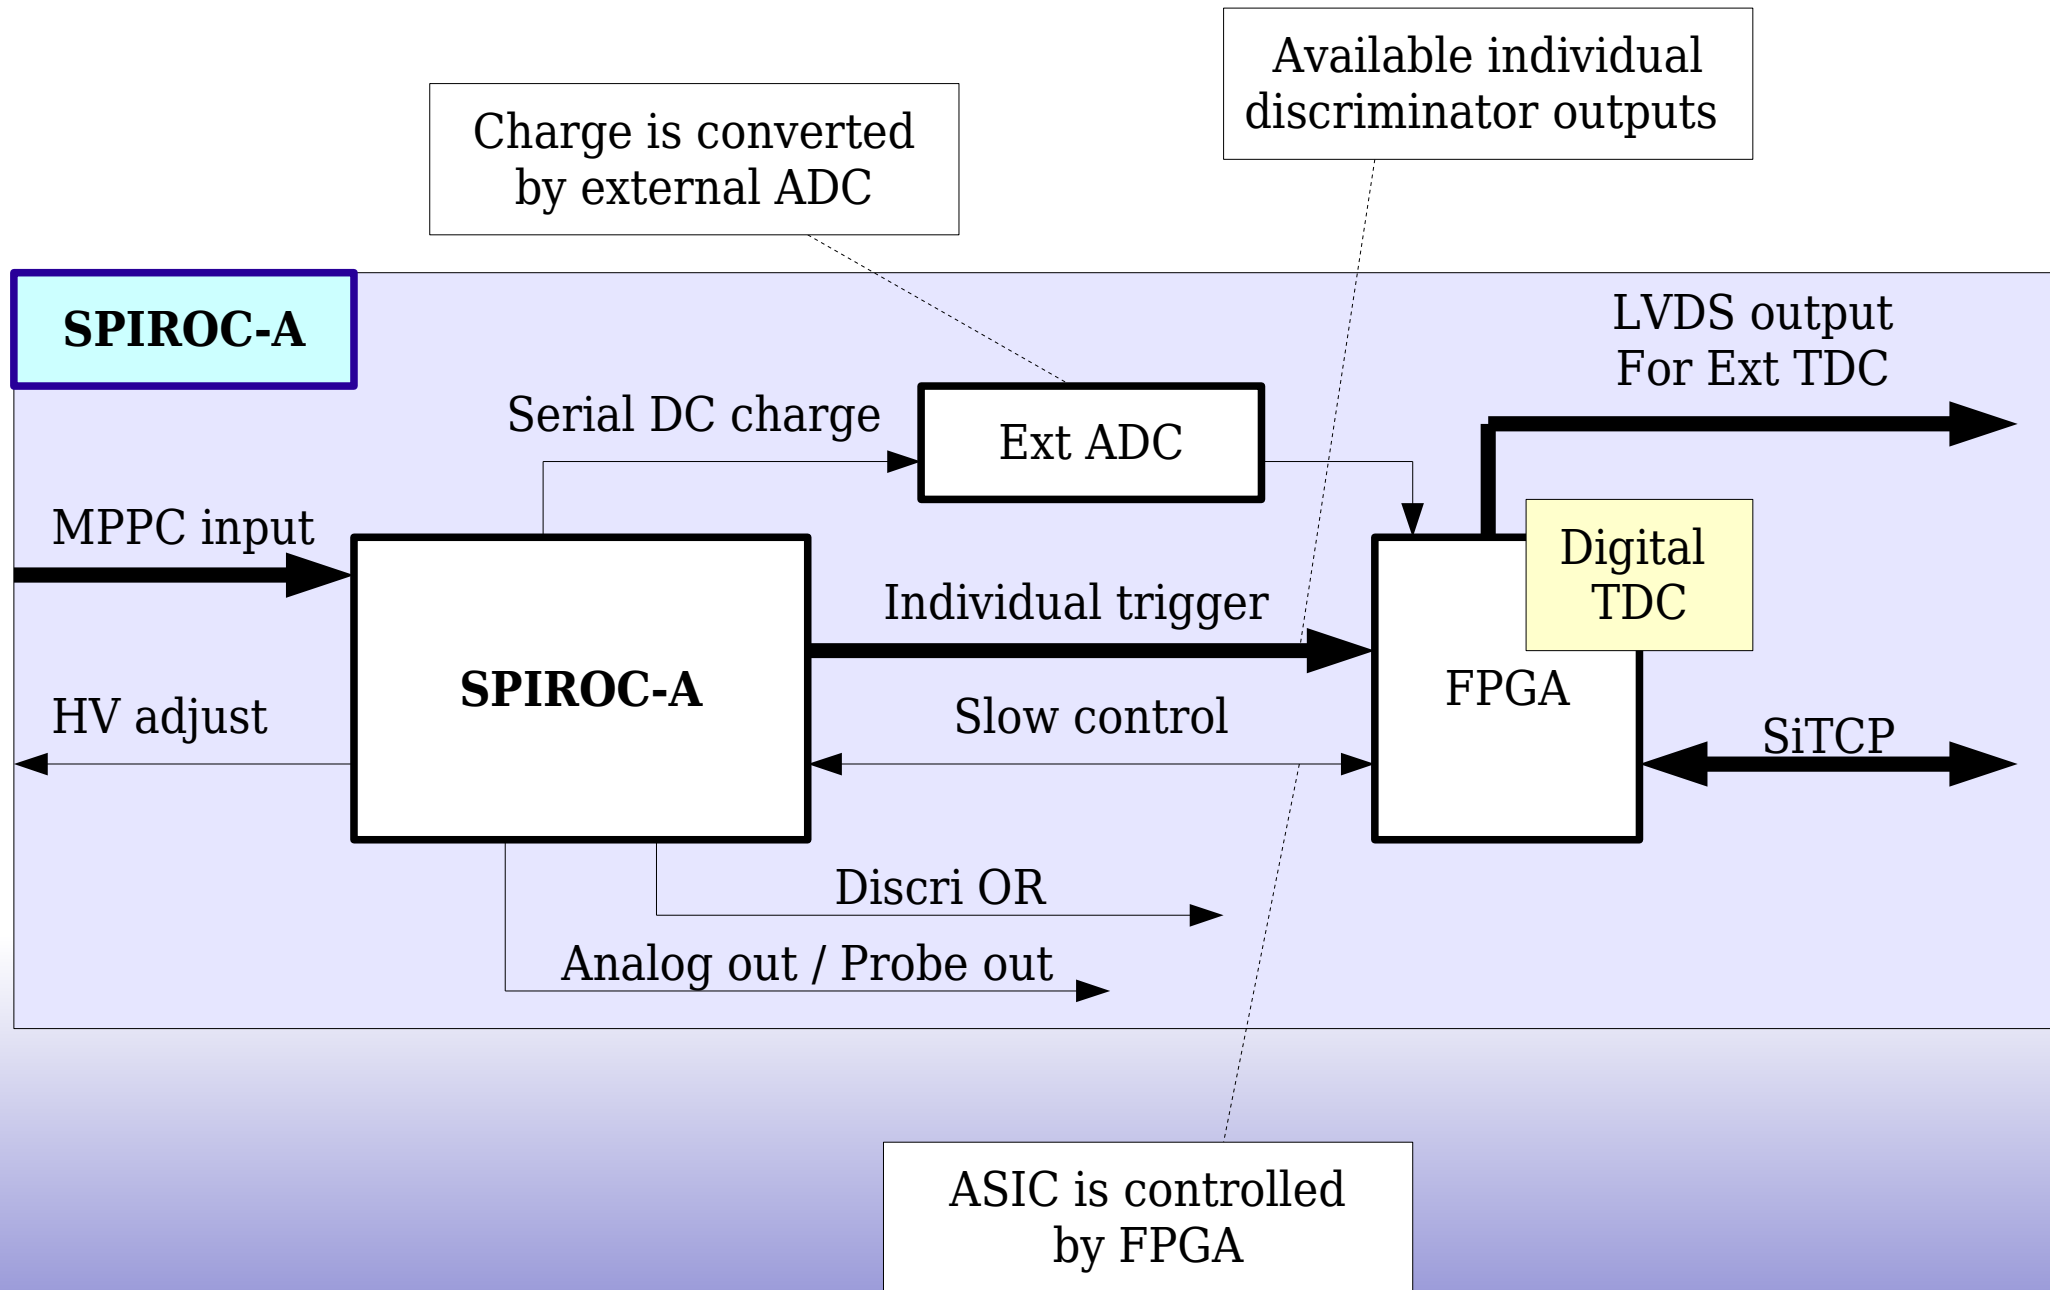 Available individual
discriminator outputs
Charge is converted
by external ADC
SPIROC-A
LVDS output
For Ext TDC
Serial DC charge
Ext ADC
MPPC input
Digital
TDC
Individual trigger
SPIROC-A
FPGA
HV adjust
Slow control
SiTCP
Discri OR
Analog out / Probe out
ASIC is controlled
by FPGA